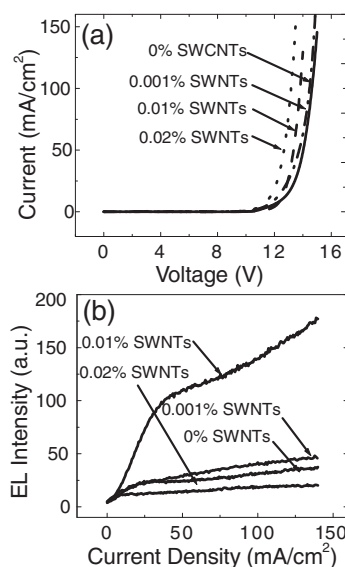 (a)
150
100
50
0
Current (mA/cm²)
0% SWCNTs
0.001% SWNTs
0.01% SWNTs
0.02% SWNTs
0 4 8 12 16
Voltage (V)
(b)
200
150
100
50
0
EL Intensity (a.u.)
0.01% SWNTs
0.02% SWNTs
0.001% SWNTs
0% SWNTs
0 50 100 150
Current Density (mA/cm²)